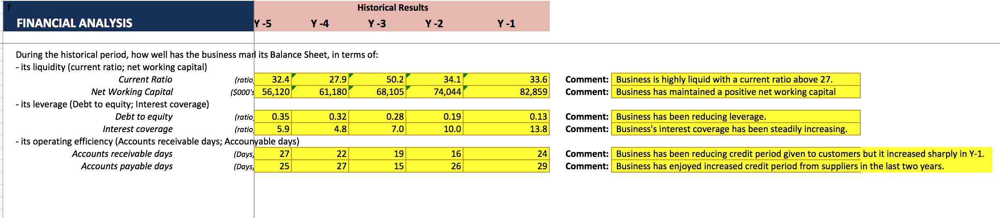 f
Historical Results
FINANCIAL ANALYSIS Y -5 Y -4 Y -3 Y -2 Y -1
During the historical period, how well has the business man its Balance Sheet, in terms of:
- its liquidity (current ratio; net working capital)
Current Ratio (ratio) 32.4 27.9 50.2 34.1 33.6 Comment: Business is highly liquid with a current ratio above 27.
Net Working Capital ($000's 56,120 61,180 68,105 74,044 82,859 Comment: Business has maintained a positive net working capital
- its leverage (Debt to equity; Interest coverage)
Debt to equity (ratio) 0.35 0.32 0.28 0.19 0.13 Comment: Business has been reducing leverage.
Interest coverage (ratio) 5.9 4.8 7.0 10.0 13.8 Comment: Business's interest coverage has been steadily increasing.
- its operating efficiency (Accounts receivable days; Accounyable days)
Accounts receivable days (Days) 27 22 19 16 24 Comment: Business has been reducing credit period given to customers but it increased sharply in Y-1.
Accounts payable days (Days) 25 27 15 26 29 Comment: Business has enjoyed increased credit period from suppliers in the last two years.